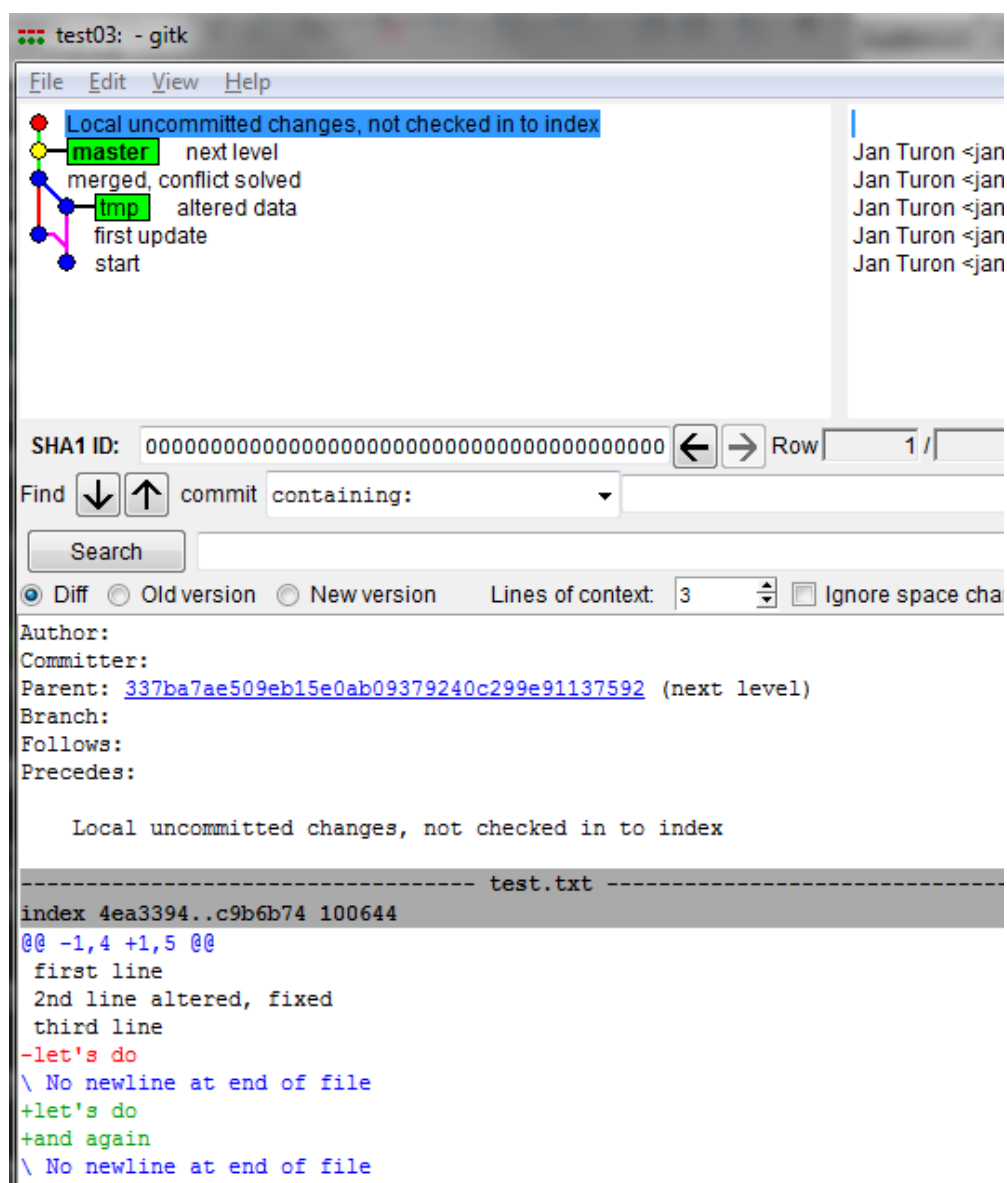 test03: - gitk
File Edit View Help
Local uncommitted changes, not checked in to index
master next level
Jan Turon <jan
merged, conflict solved
Jan Turon <jan
tmp altered data
Jan Turon <jan
first update
Jan Turon <jan
start
Jan Turon <jan
SHA1 ID: 0000000000000000000000000000000000000000 Row 1 /
Find commit containing:
Search
Diff Old version New version Lines of context: 3 Ignore space cha
Author:
Committer:
Parent: 337ba7ae509eb15e0ab09379240c299e91137592 (next level)
Branch:
Follows:
Precedes:
Local uncommitted changes, not checked in to index
----------------------------------- test.txt -------------------------------
index 4ea3394..c9b6b74 100644
@@ -1,4 +1,5 @@
first line
2nd line altered, fixed
third line
-let's do
\ No newline at end of file
+let's do
+and again
\ No newline at end of file